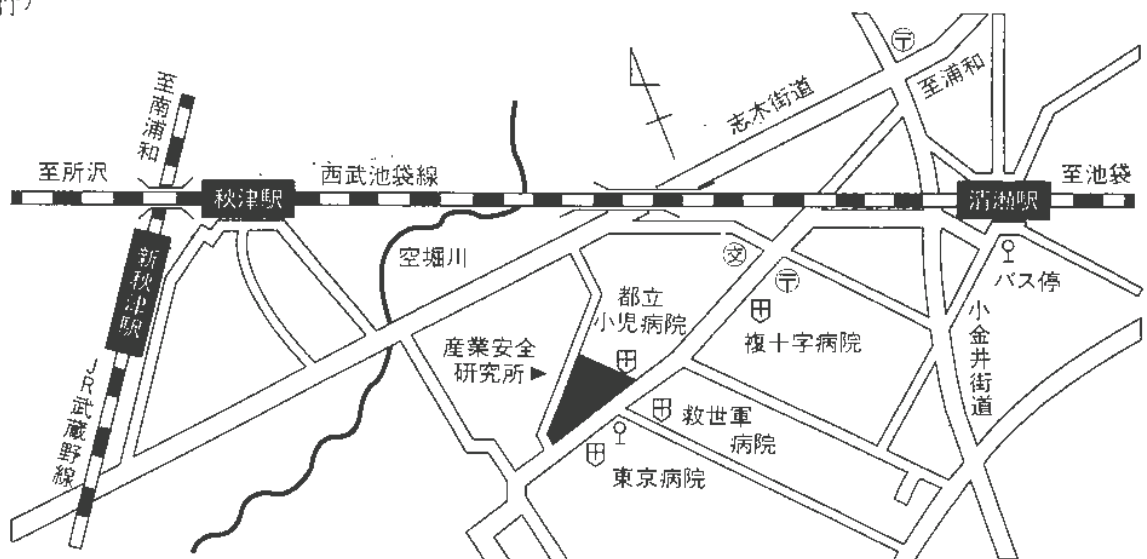 至南浦和
至所沢
秋津駅
西武池袋線
志木街道
至浦和
清瀬駅
至池袋
新秋津駅
JR武蔵野線
空堀川
産業安全
研究所
都立
小児病院
文
複十字病院
バス停
小金井街道
救世軍
病院
東京病院